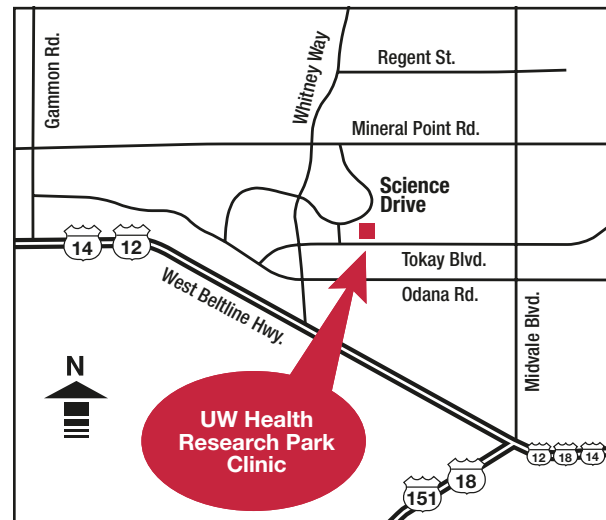 Gammon Rd.
Whitney Way
Regent St.
Mineral Point Rd.
Science
Drive
14
12
Tokay Blvd.
Odana Rd.
West Beltline Hwy.
Midvale Blvd.
N
UW Health
Research Park
Clinic
12
18
14
18
151